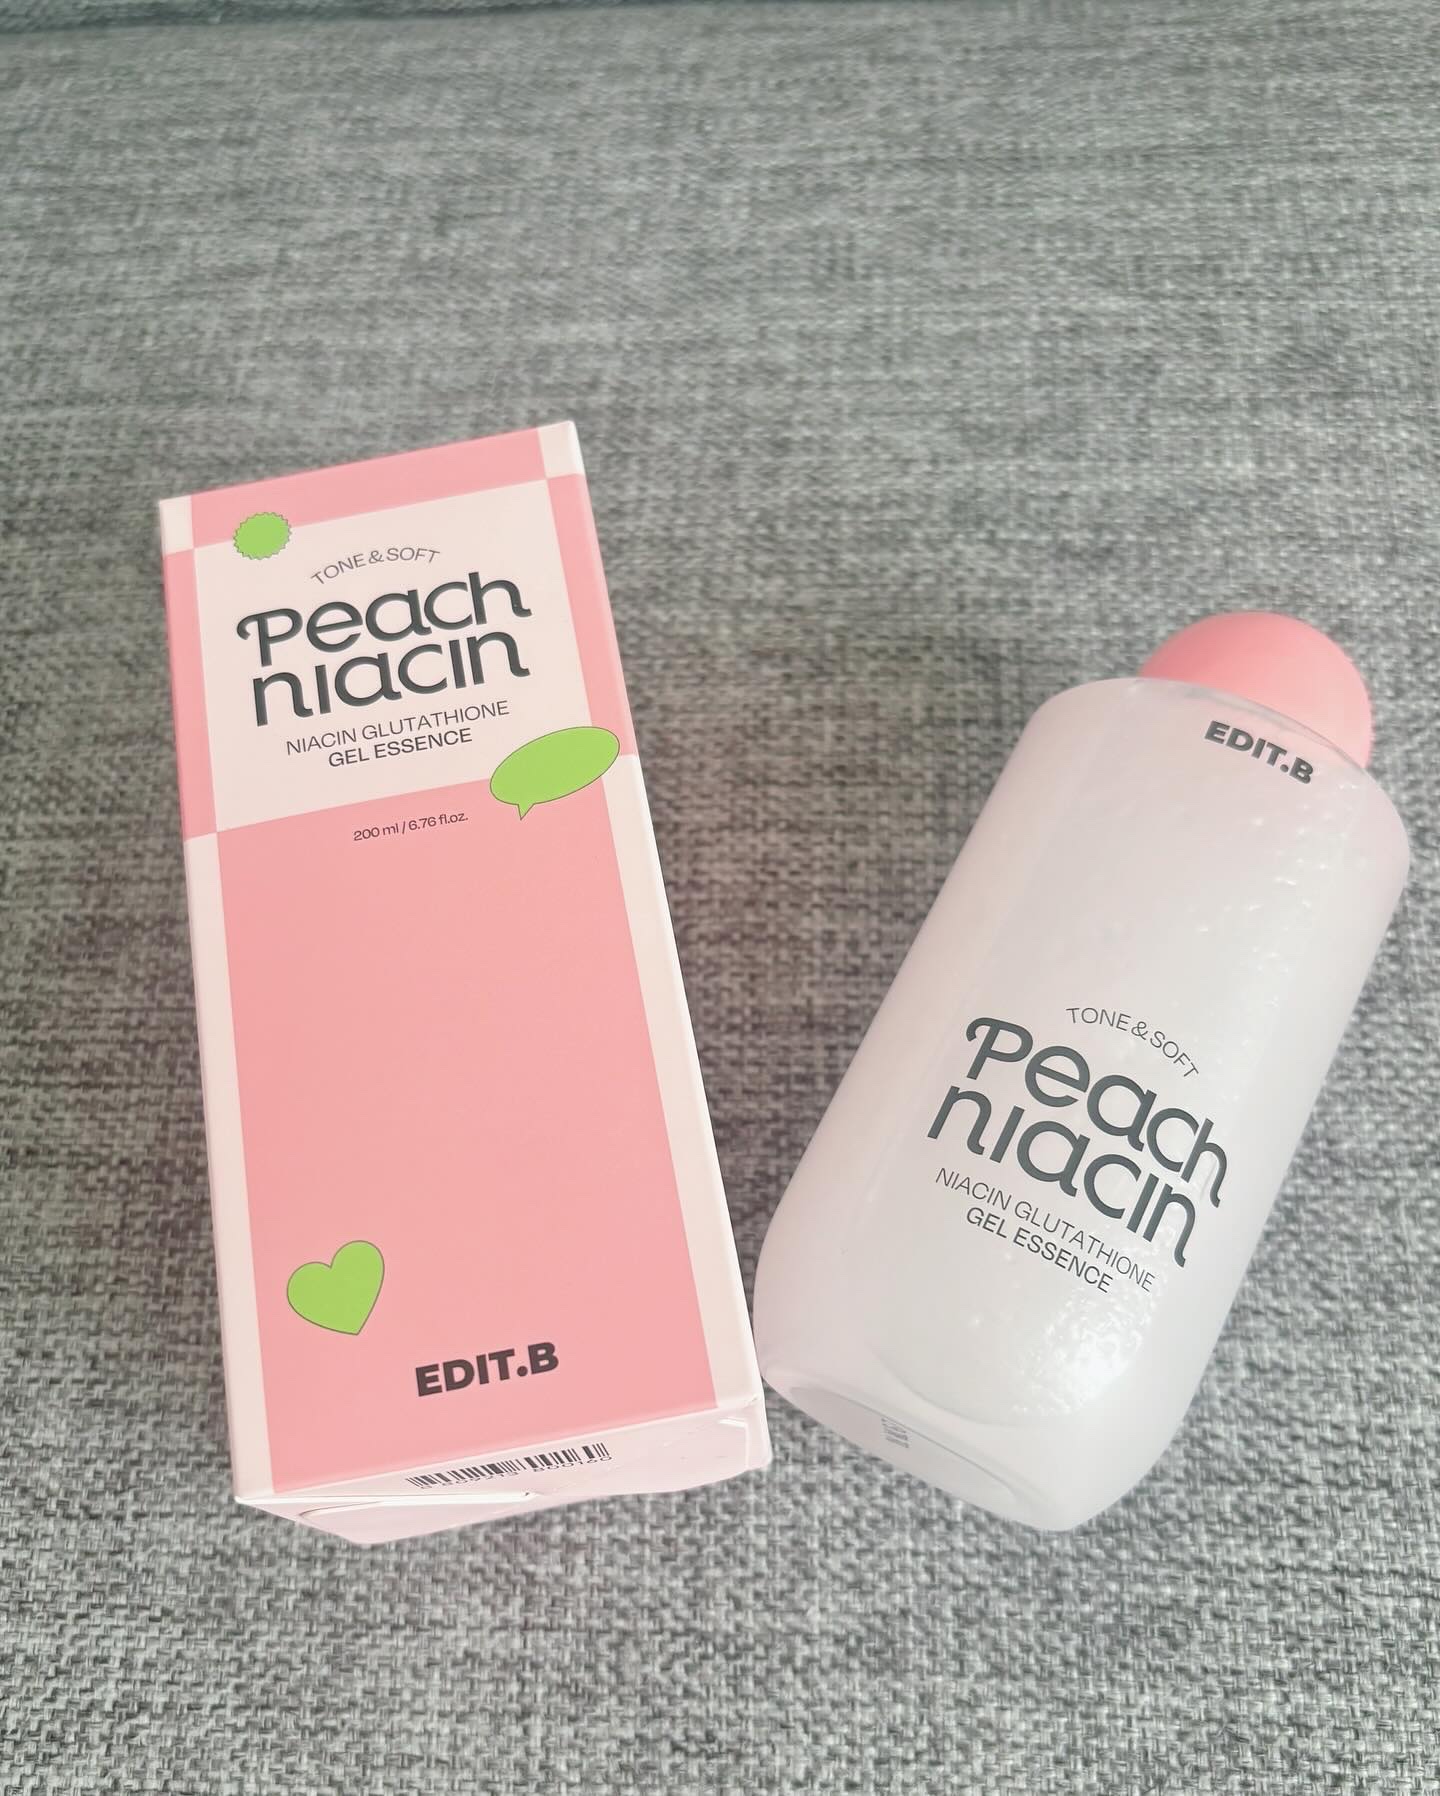 TONE & SOFT
Peach
niacin
NIACIN GLUTATHIONE
GEL ESSENCE
200 ml / 6.76 fl.oz.
EDIT.B
EDIT.B
TONE & SOFT
Peach
niacin
NIACIN GLUTATHIONE
GEL ESSENCE